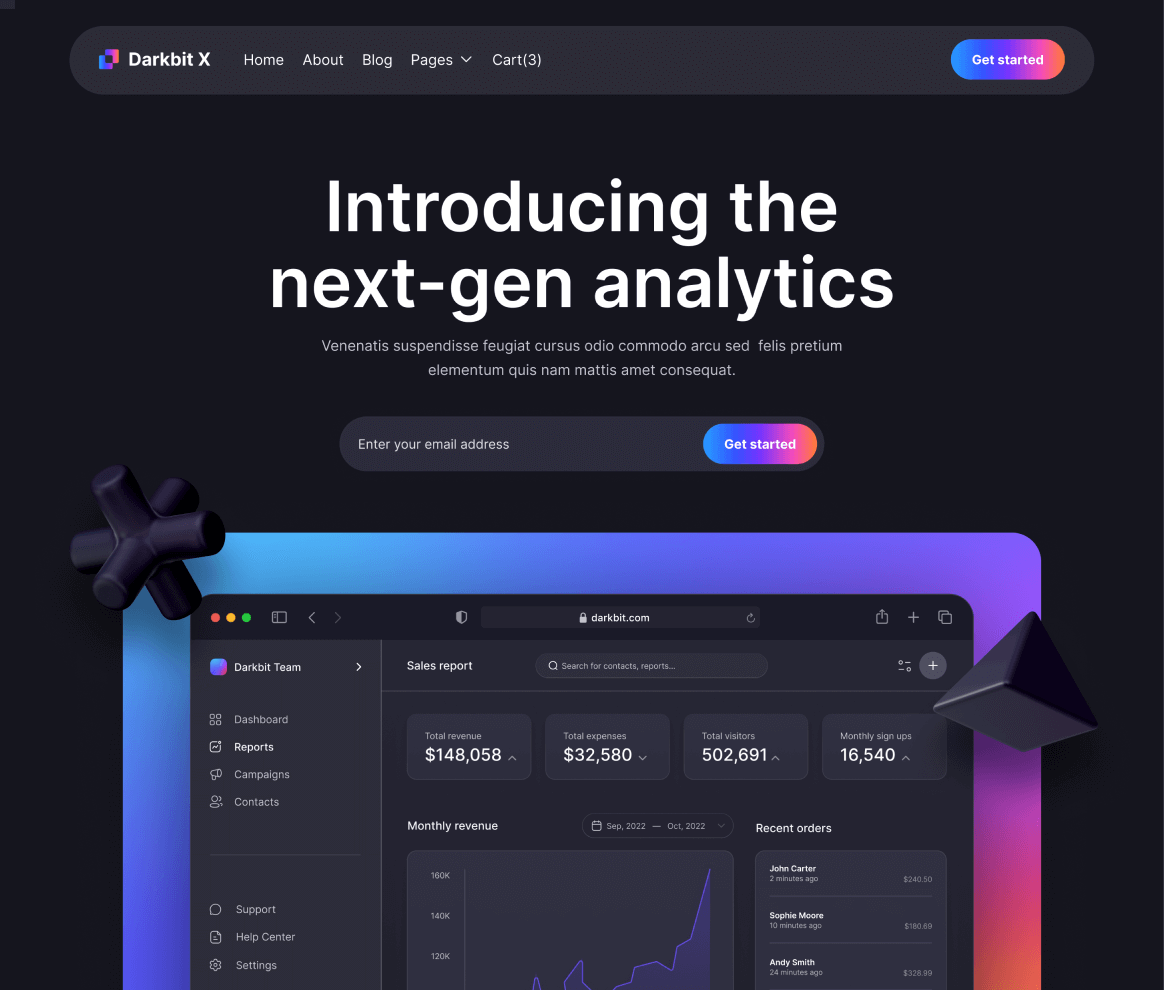 Darkbit X Home About Blog Pages Cart(3) Get started
Introducing the
next-gen analytics
Venenatis suspendisse feugiat cursus odio commodo arcu sed felis pretium
elementum quis nam mattis amet consequat.
Enter your email address Get started
darkbit.com
Darkbit Team
Dashboard
Reports
Campaigns
Contacts
Support
Help Center
Settings
Sales report
Search for contacts, reports...
Total revenue
$148,058
Total expenses
$32,580
Total visitors
502,691
Monthly sign ups
16,540
Monthly revenue
Sep, 2022 — Oct, 2022
160K
140K
120K
Recent orders
John Carter
2 minutes ago $240.50
Sophie Moore
10 minutes ago $180.69
Andy Smith
24 minutes ago $328.99